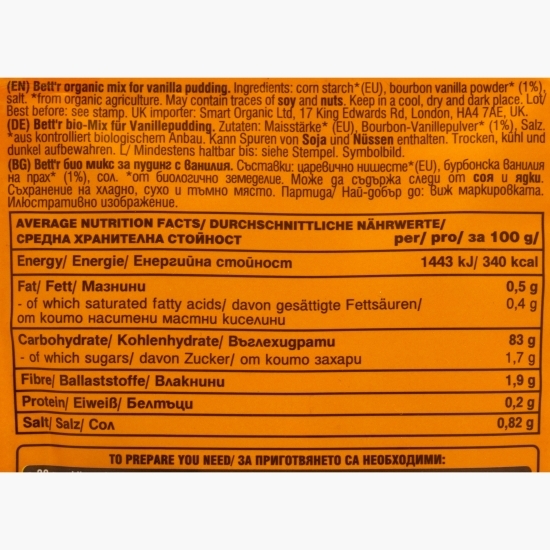 (EN) Bett'r organic mix for vanilla pudding. Ingredients: corn starch* (EU), bourbon vanilla powder* (1%),
salt. *from organic agriculture. May contain traces of soy and nuts. Keep in a cool, dry and dark place. Lot/
Best before: see stamp. UK importer: Smart Organic Ltd, 17 King Edwards Rd, London, HA4 7AE, UK.
(DE) Bett'r bio-Mix für Vanillepudding. Zutaten: Maisstärke* (EU), Bourbon-Vanillepulver* (1%), Salz.
*aus kontrolliert biologischem Anbau. Kann Spuren von Soja und Nüssen enthalten. Trocken, kühl und
dunkel aufbewahren. L/ Mindestens haltbar bis: siehe Stempel. Symbolbild.
(BG) Bett'r био микс за пудинг с ванилия. Съставки: царевично нишесте* (EU), бурбонска ванилия
на прах* (1%), сол. *от биологично земеделие. Може да съдържа следи от соя и ядки.
Съхранение на хладно, сухо и тъмно място. Партида/ Най-добър до: виж маркировката.
Илюстративно изображение.
AVERAGE NUTRITION FACTS/ DURCHSCHNITTLICHE NÄHRWERTE/
СРЕДНА ХРАНИТЕЛНА СТОЙНОСТ per/ pro/ за 100 g/
Energy/ Energie/ Енергийна стойност 1443 kJ/ 340 kcal
Fat/ Fett/ Мазнини 0,5 g
- of which saturated fatty acids/ davon gesättigte Fettsäuren/ 0,4 g
от които наситени мастни киселини
Carbohydrate/ Kohlenhydrate/ Въглехидрати 83 g
- of which sugars/ davon Zucker/ от които захари 1,7 g
Fibre/ Ballaststoffe/ Влакнини 1,9 g
Protein/ Eiweiß/ Белтъци 0,2 g
Salt/ Salz/ Сол 0,82 g
TO PREPARE YOU NEED/ ЗА ПРИГОТВЯНЕТО СА НЕОБХОДИМИ: